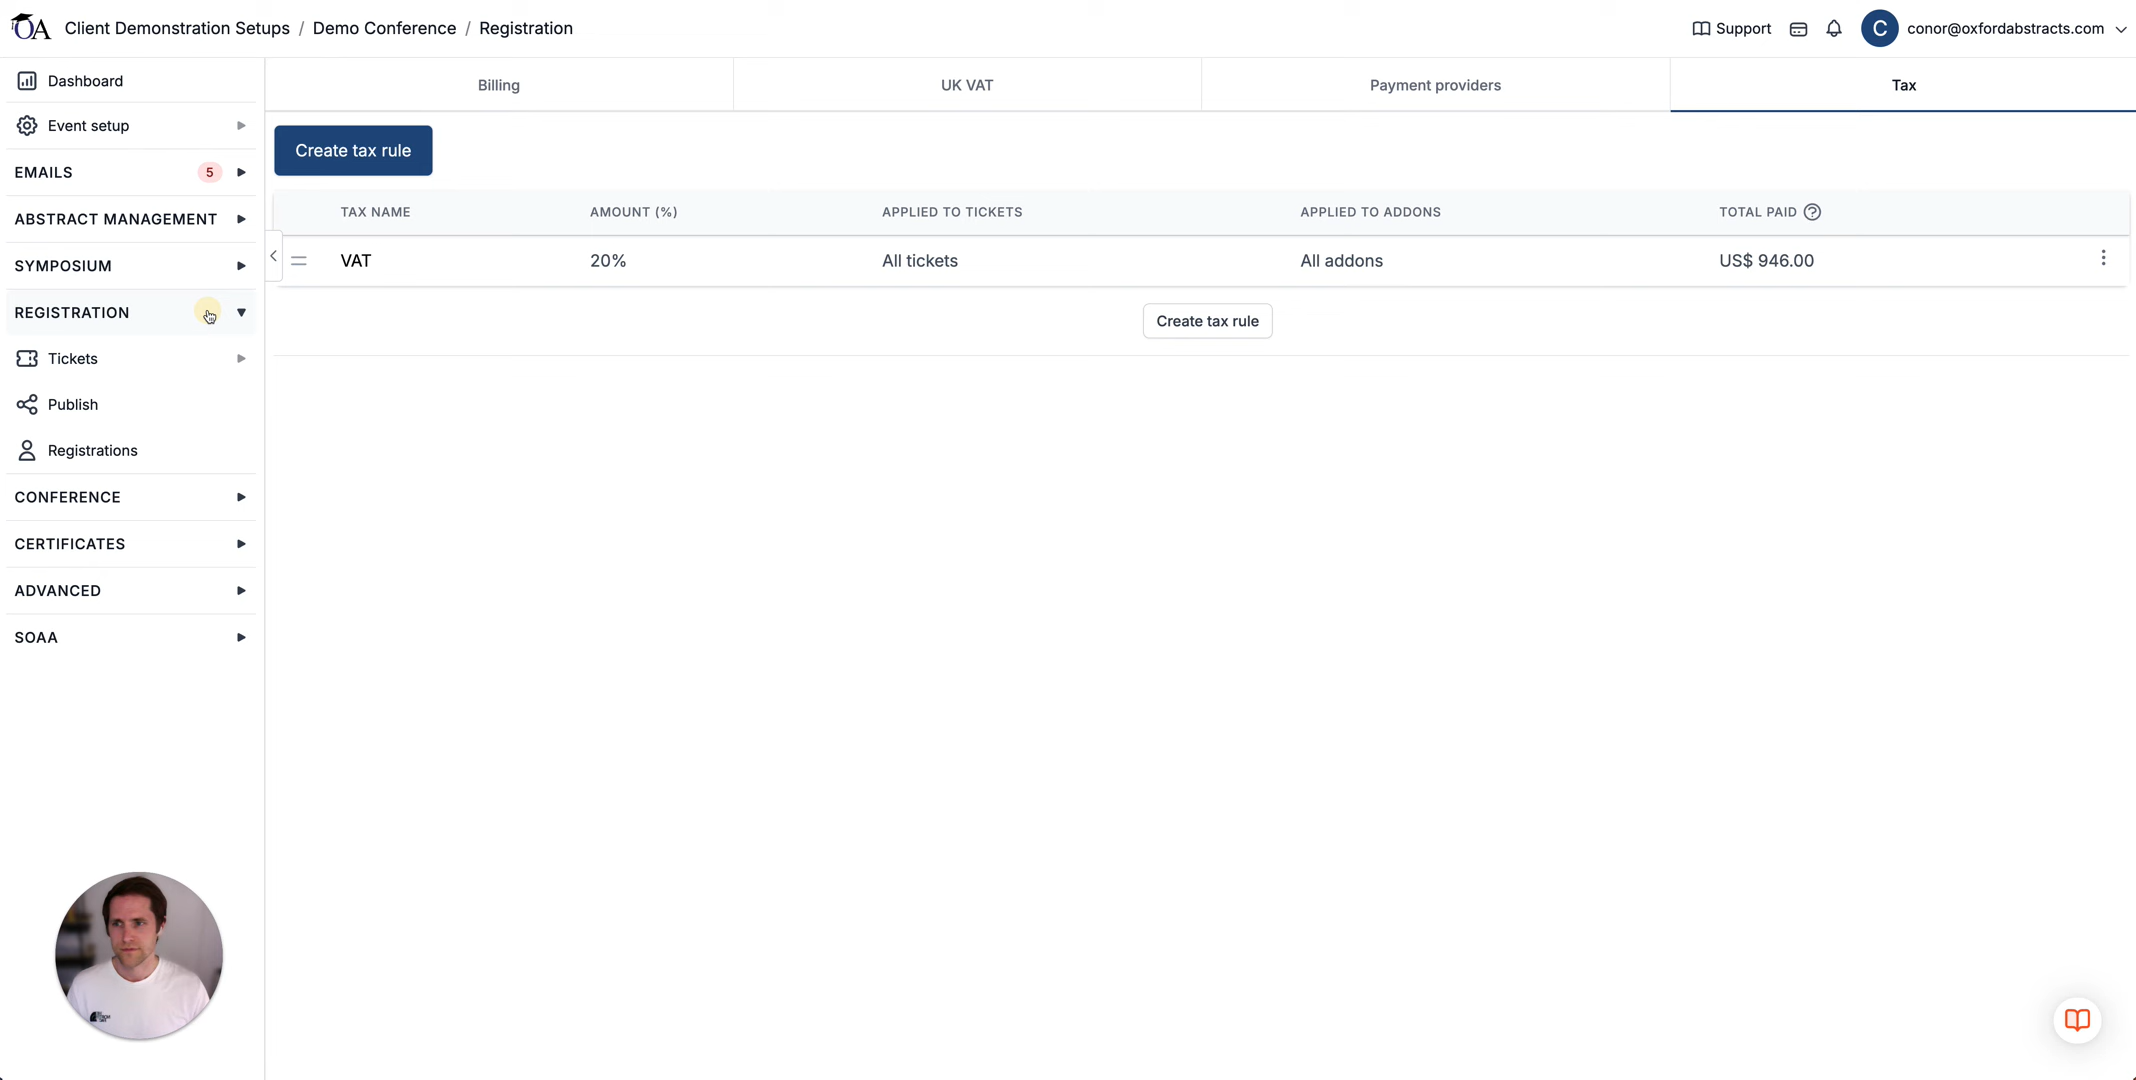 OA Client Demonstration Setups / Demo Conference / Registration
Support
C conor@oxfordabstracts.com
Dashboard
Event setup
EMAILS 5
ABSTRACT MANAGEMENT
SYMPOSIUM
REGISTRATION
Tickets
Publish
Registrations
CONFERENCE
CERTIFICATES
ADVANCED
SOAA
Billing UK VAT Payment providers Tax
Create tax rule
TAX NAME AMOUNT (%) APPLIED TO TICKETS APPLIED TO ADDONS TOTAL PAID ?
VAT 20% All tickets All addons US$ 946.00
Create tax rule